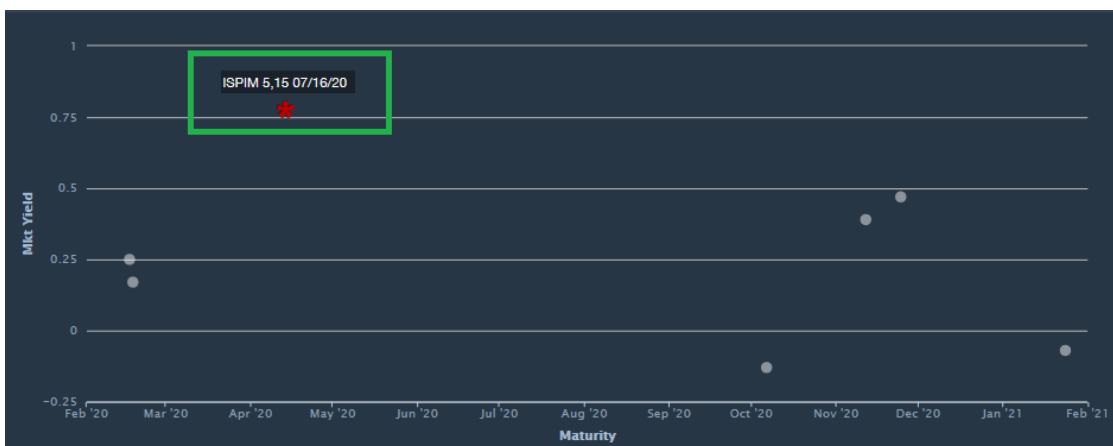 1
ISPIM 5,15 07/16/20
0.75
0.5
Mkt Yield
0.25
0
-0.25
Feb '20 Mar '20 Apr '20 May '20 Jun '20 Jul '20 Aug '20 Sep '20 Oct '20 Nov '20 Dec '20 Jan '21 Feb '21
Maturity